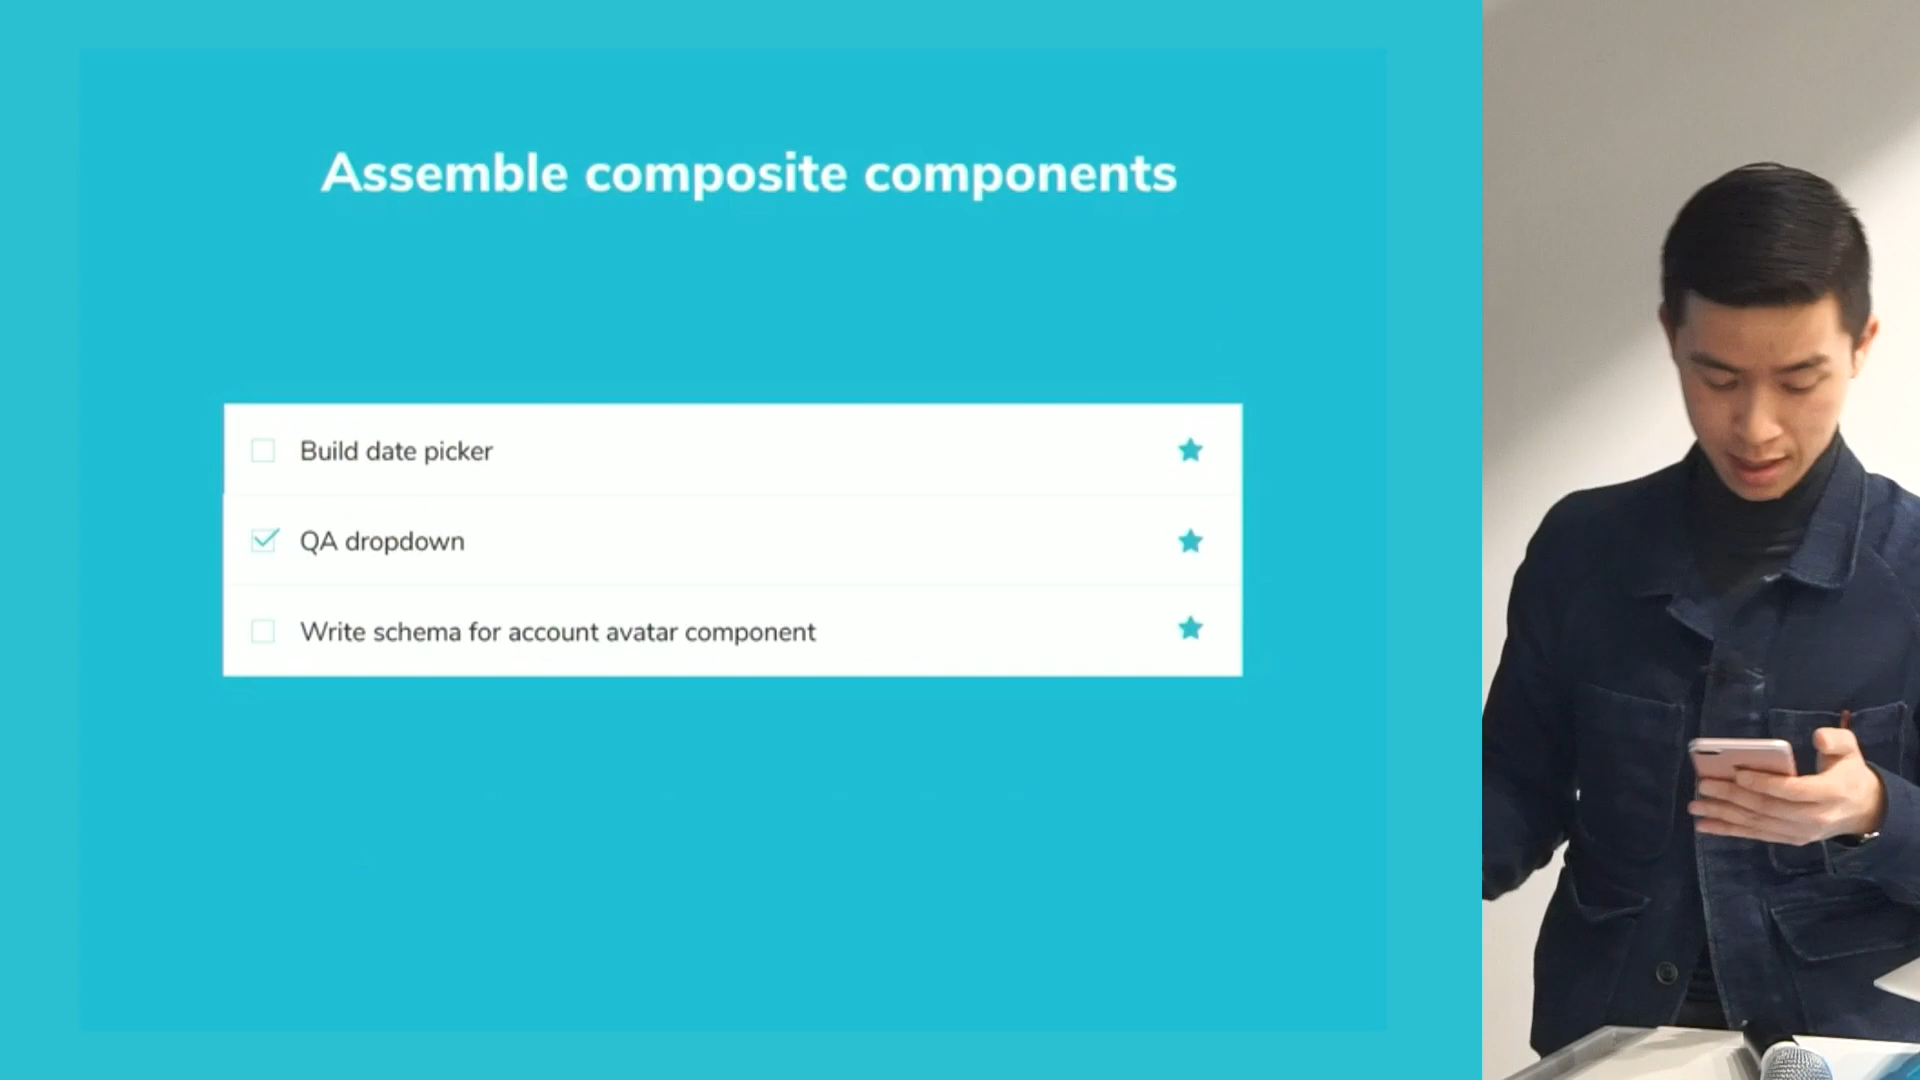 Assemble composite components
Build date picker
QA dropdown
Write schema for account avatar component